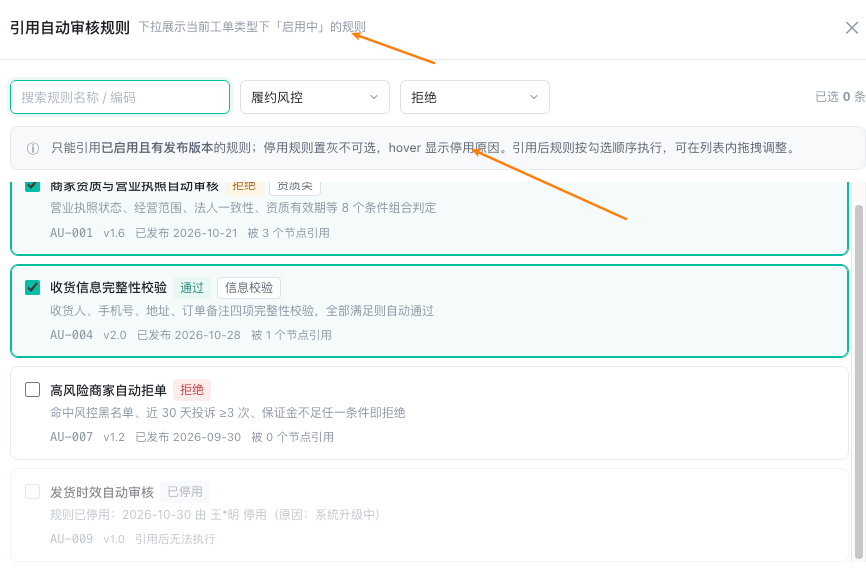 引用自动审核规则 下拉展示当前工单类型下「启用中」的规则
搜索规则名称 / 编码 履约风控 拒绝 已选 0 条
只能引用已启用且有发布版本的规则；停用规则置灰不可选，hover 显示停用原因。引用后规则按勾选顺序执行，可在列表内拖拽调整。
商家资质与营业执照自动审核 拒绝 资质类
营业执照状态、经营范围、法人一致性、资质有效期等 8 个条件组合判定
AU-001 v1.6 已发布 2026-10-21 被 3 个节点引用
收货信息完整性校验 通过 信息校验
收货人、手机号、地址、订单备注四项完整性校验，全部满足则自动通过
AU-004 v2.0 已发布 2026-10-28 被 1 个节点引用
高风险商家自动拒单 拒绝
命中风控黑名单、近 30 天投诉 ≥3 次、保证金不足任一条件即拒绝
AU-007 v1.2 已发布 2026-09-30 被 0 个节点引用
发货时效自动审核 已停用
规则已停用：2026-10-30 由 王*明 停用（原因：系统升级中）
AU-009 v1.0 引用后无法执行